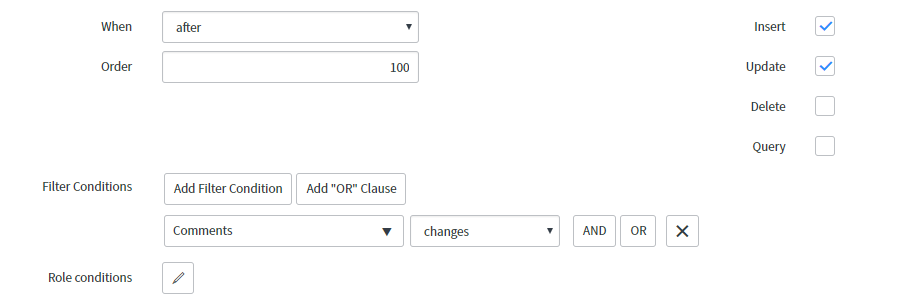 When after Insert
Order 100 Update
Delete
Query
Filter Conditions Add Filter Condition Add "OR" Clause
Comments changes AND OR
Role conditions